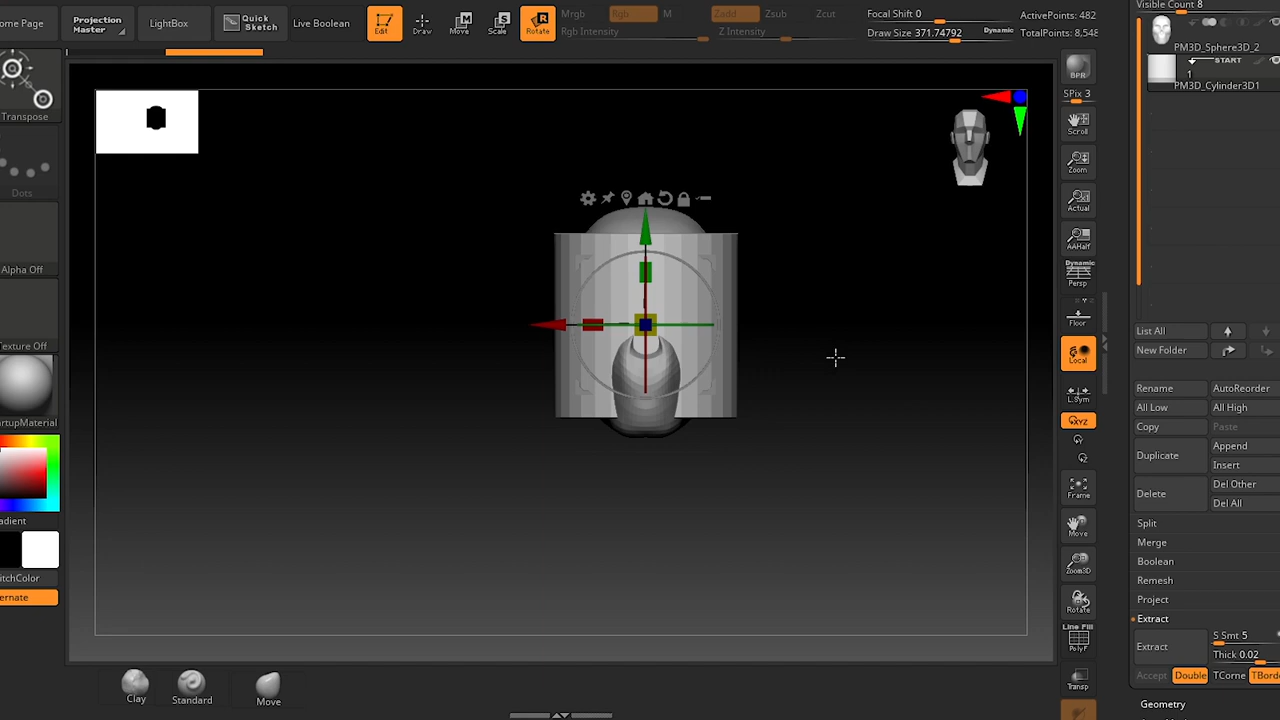 Visible Count 8
ome Page
Projection
Master
LightBox
Quick
Sketch
Live Boolean
Edit
Draw
Move
Scale
Rotate
Mrgb
Rgb
M
Rgb Intensity
Zadd
Zsub
Zcut
Z Intensity
Focal Shift 0
Draw Size 371.74792
Dynamic
ActivePoints: 482
TotalPoints: 8,548
PM3D_Sphere3D_2
START
1
PM3D_Cylinder3D1
Transpose
Dots
Alpha Off
Texture Off
artupMaterial
adient
itchColor
ernate
BPR
SPix 3
Scroll
Zoom
Actual
AAHalf
Dynamic
Persp
Floor
Local
L.Sym
XYZ
Y
Z
Frame
Move
Zoom3D
Rotate
Line Fill
PolyF
Transp
List All
New Folder
Rename
AutoReorder
All Low
All High
Copy
Paste
Duplicate
Append
Insert
Delete
Del Other
Del All
Split
Merge
Boolean
Remesh
Project
Extract
Extract
S Smt 5
Thick 0.02
Accept
Double
TCorne
TBorde
Geometry
Clay
Standard
Move